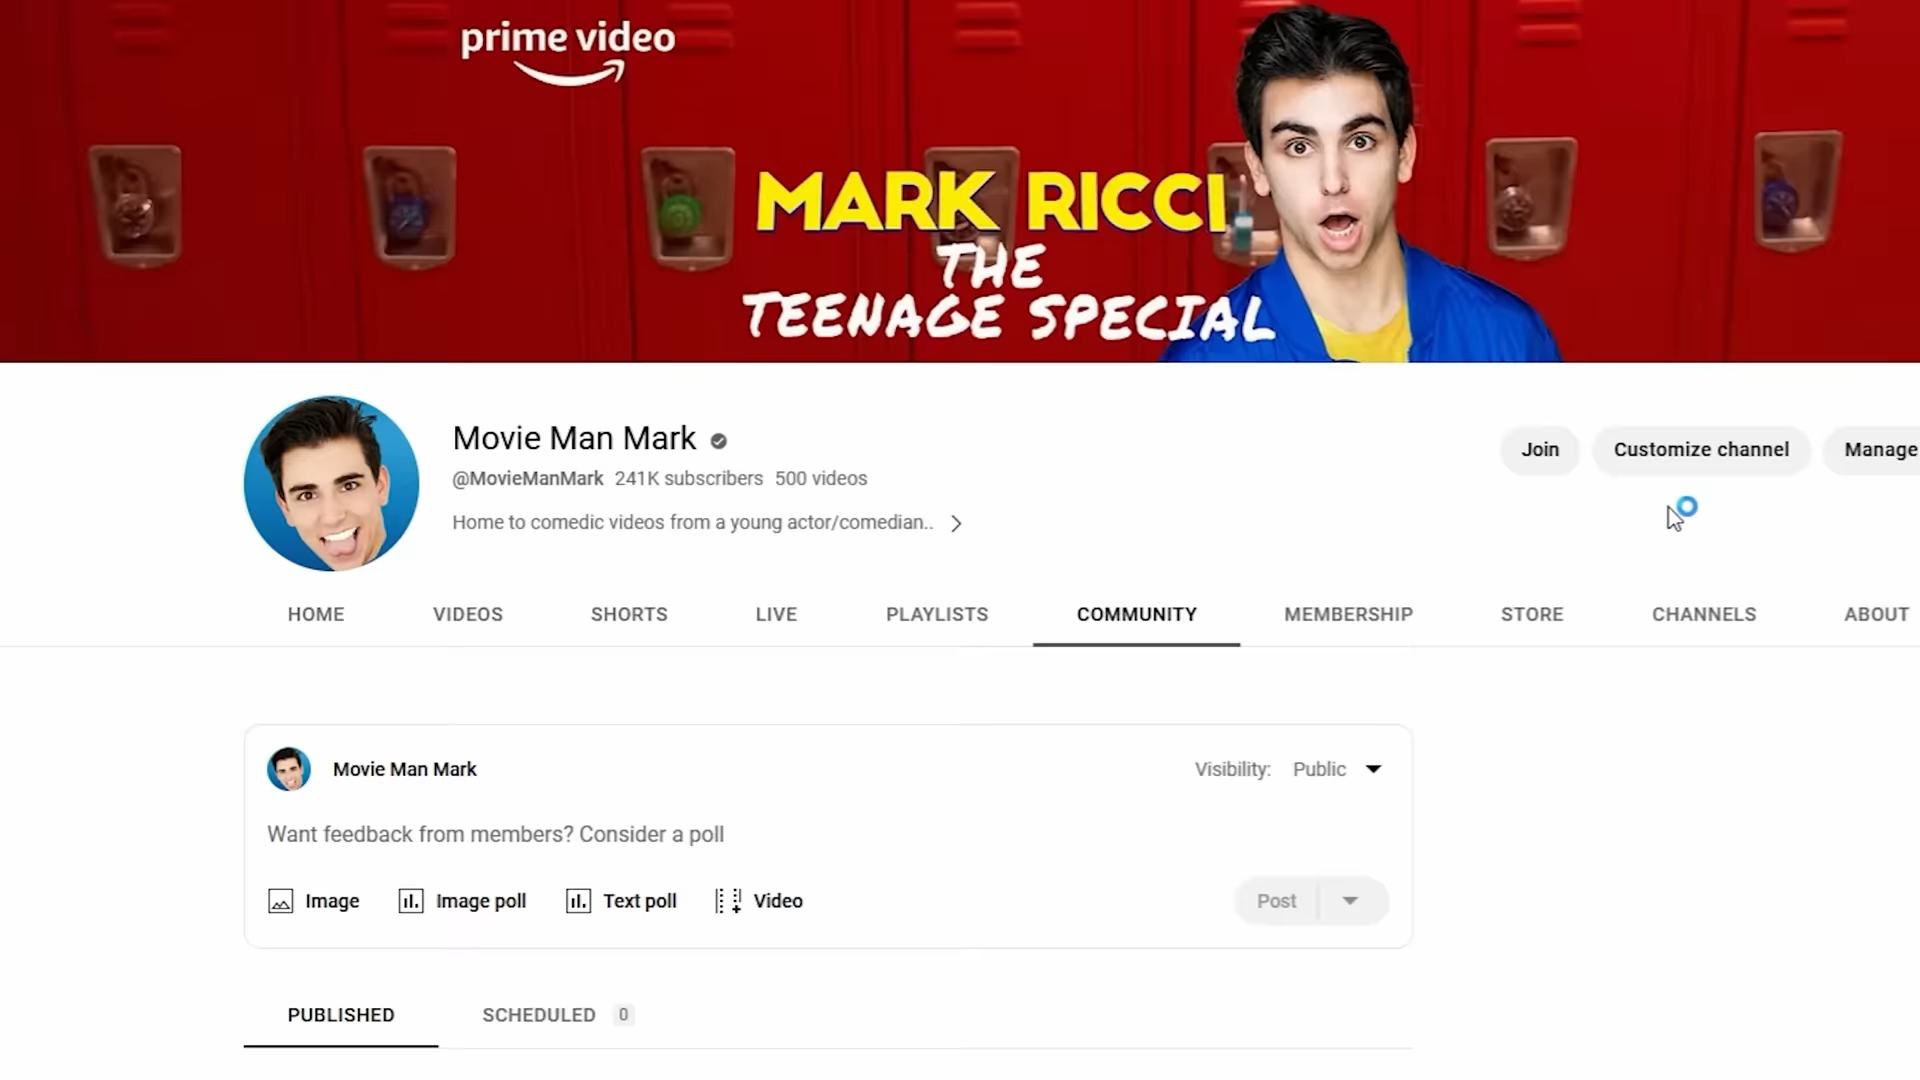 prime video
MARK RICCI
THE
TEENAGE SPECIAL
Movie Man Mark
@MovieManMark 241K subscribers 500 videos
Home to comedic videos from a young actor/comedian..
Join Customize channel Manage
HOME VIDEOS SHORTS LIVE PLAYLISTS COMMUNITY MEMBERSHIP STORE CHANNELS ABOUT
Movie Man Mark Visibility: Public
Want feedback from members? Consider a poll
Image Image poll Text poll Video Post
PUBLISHED SCHEDULED 0